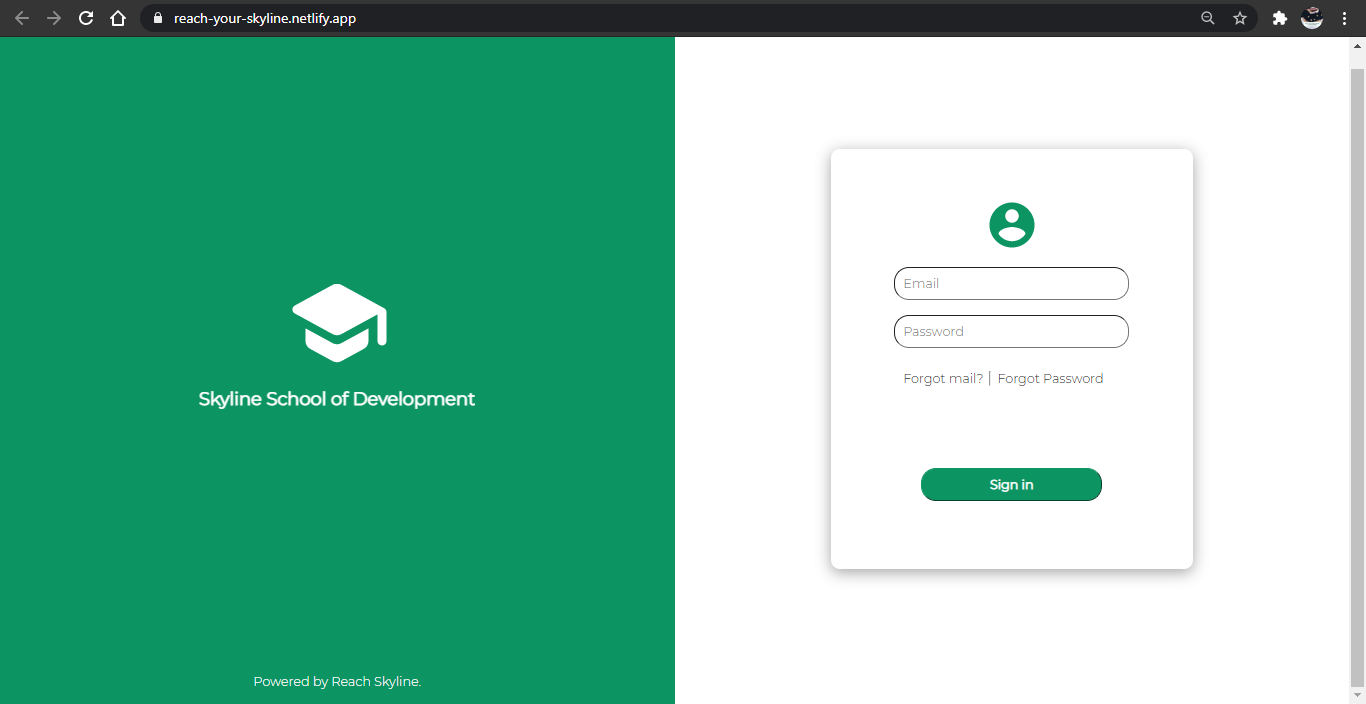 reach-your-skyline.netlify.app
Skyline School of Development
Powered by Reach Skyline.
Email
Password
Forgot mail? | Forgot Password
Sign in